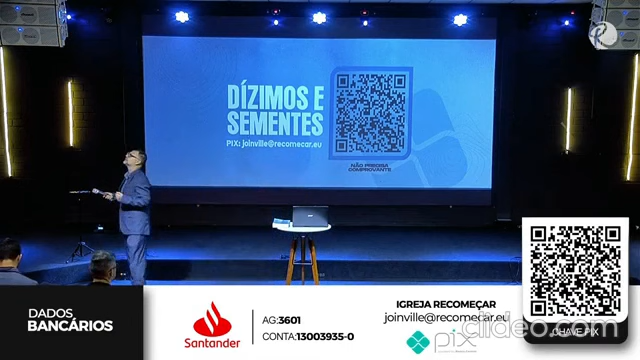 DÍZIMOS E
SEMENTES
PIX: joinville@recomecar.eu
NÃO PRECISA
COMPROVANTE
DADOS
BANCÁRIOS
Santander
AG:3601
CONTA:13003935-0
IGREJA RECOMEÇAR
joinville@recomecar.eu
pix
CHAVE PIX
clideo.com